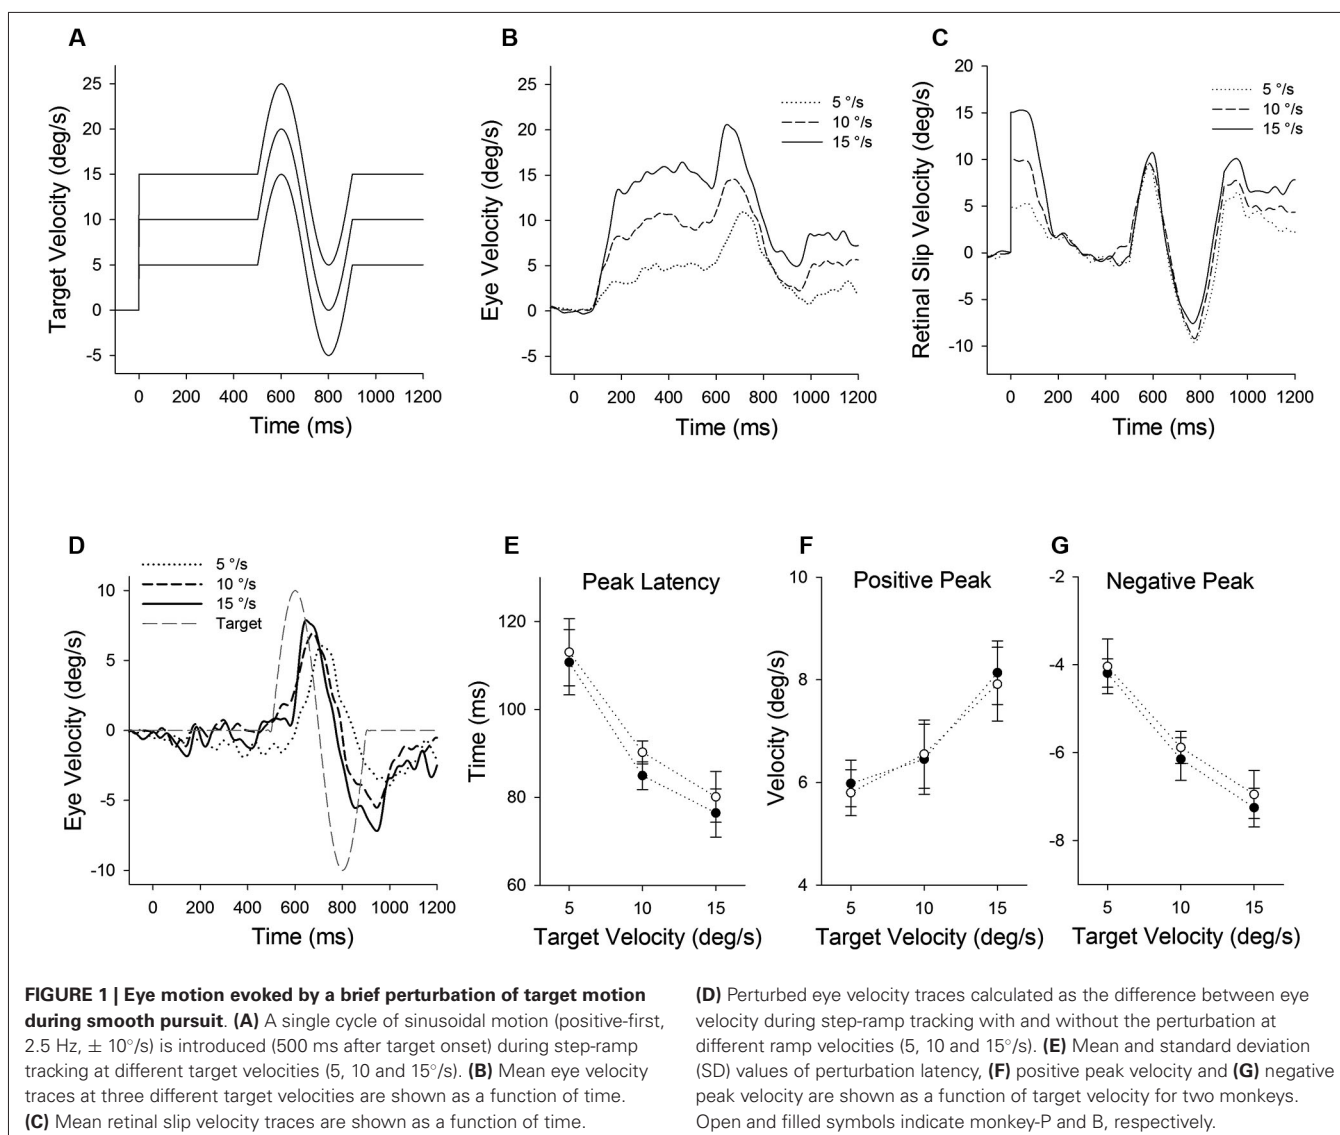 A
Target Velocity (deg/s)
25
20
15
10
5
0
-5
0 200 400 600 800 1000 1200
Time (ms)
B
Eye Velocity (deg/s)
25
20
15
10
5
0
-5
5 °/s
10 °/s
15 °/s
0 200 400 600 800 1000 1200
Time (ms)
C
Retinal Slip Velocity (deg/s)
20
15
10
5
0
-5
-10
5 °/s
10 °/s
15 °/s
0 200 400 600 800 1000 1200
Time (ms)
D
5 °/s
10 °/s
15 °/s
Target
Eye Velocity (deg/s)
10
5
0
-5
-10
0 200 400 600 800 1000 1200
Time (ms)
E
Peak Latency
Time (ms)
120
100
80
60
5 10 15
Target Velocity (deg/s)
F
Positive Peak
Velocity (deg/s)
10
8
6
4
5 10 15
Target Velocity (deg/s)
G
Negative Peak
-2
-4
-6
-8
5 10 15
Target Velocity (deg/s)
FIGURE 1 | Eye motion evoked by a brief perturbation of target motion
during smooth pursuit. (A) A single cycle of sinusoidal motion (positive-first,
2.5 Hz, ± 10°/s) is introduced (500 ms after target onset) during step-ramp
tracking at different target velocities (5, 10 and 15°/s). (B) Mean eye velocity
traces at three different target velocities are shown as a function of time.
(C) Mean retinal slip velocity traces are shown as a function of time.
(D) Perturbed eye velocity traces calculated as the difference between eye
velocity during step-ramp tracking with and without the perturbation at
different ramp velocities (5, 10 and 15°/s). (E) Mean and standard deviation
(SD) values of perturbation latency, (F) positive peak velocity and (G) negative
peak velocity are shown as a function of target velocity for two monkeys.
Open and filled symbols indicate monkey-P and B, respectively.